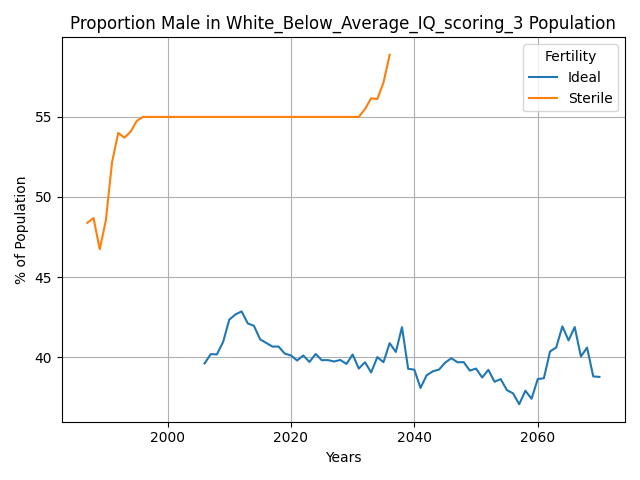 Proportion Male in White_Below_Average_IQ_scoring_3 Population
Fertility
Ideal
Sterile
55
50
45
40
% of Population
2000
2020
2040
2060
Years